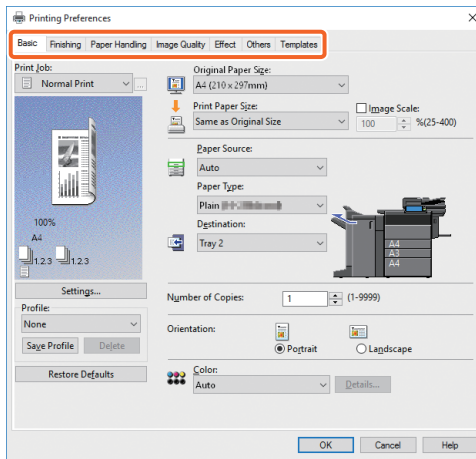 Printing Preferences
Basic Finishing Paper Handling Image Quality Effect Others Templates
Print Job:
Normal Print
...
100%
A4
1.2.3 1.2.3
Settings...
Profile:
None
Save Profile Delete
Restore Defaults
Original Paper Size:
A4 (210 x 297mm)
Print Paper Size:
Same as Original Size
Image Scale:
100 %(25-400)
Paper Source:
Auto
Paper Type:
Plain
Destination:
Tray 2
A4
A3
A4
Number of Copies: 1 (1-9999)
Orientation:
Portrait Landscape
Color:
Auto Details...
OK Cancel Help